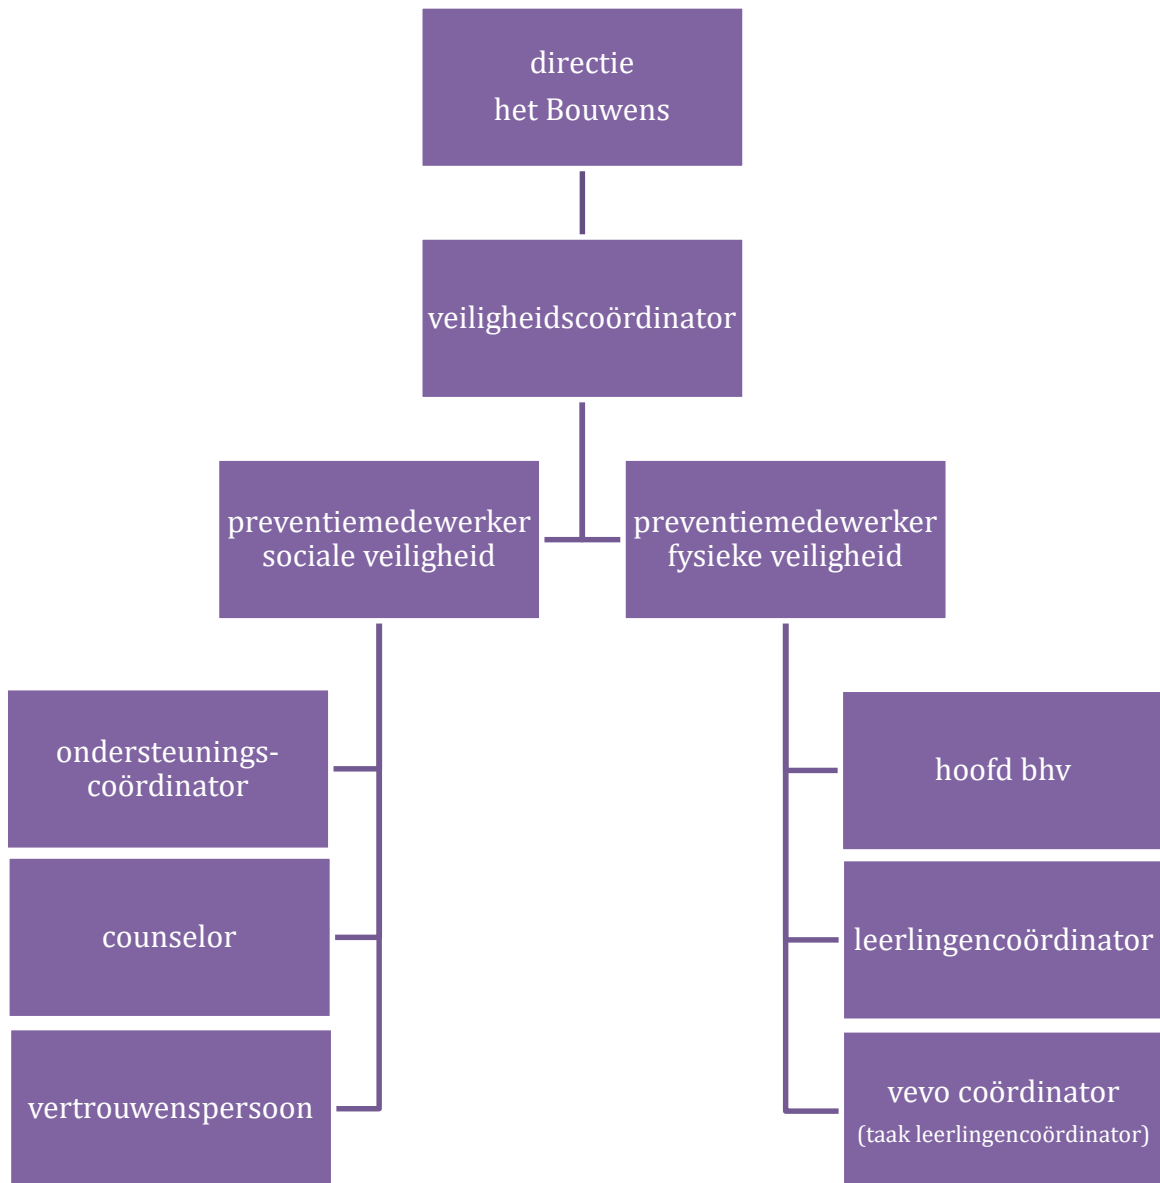 directie
het Bouwens
veiligheidscoördinator
preventiemedewerker
sociale veiligheid
preventiemedewerker
fysieke veiligheid
ondersteunings-
coördinator
counselor
vertrouwenspersoon
hoofd bhv
leerlingencoördinator
vevo coördinator
(taak leerlingencoördinator)